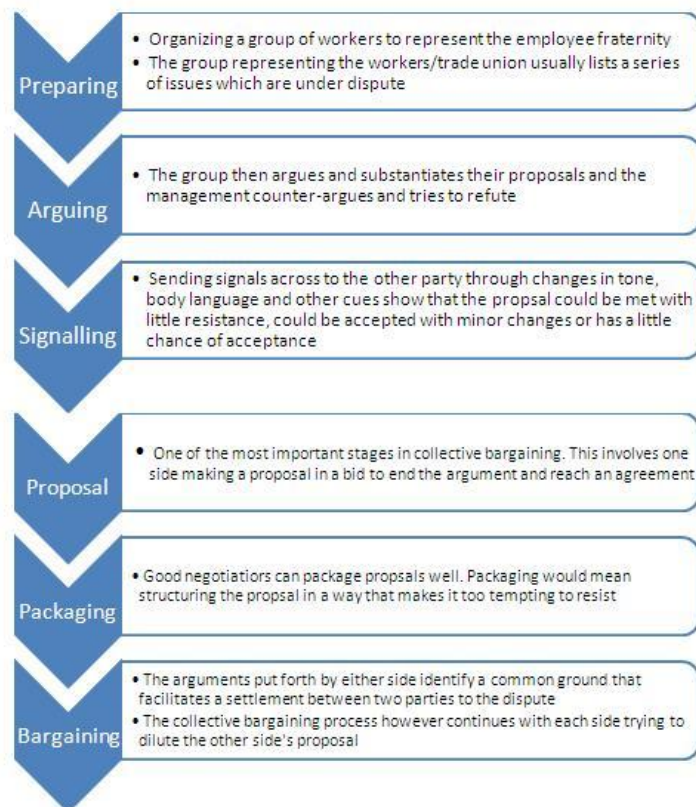 Preparing
• Organizing a group of workers to represent the employee fraternity
• The group representing the workers/trade union usually lists a series
of issues which are under dispute
Arguing
• The group then argues and substantiates their proposals and the
management counter-argues and tries to refute
Signalling
• Sending signals across to the other party through changes in tone,
body language and other cues show that the propsal could be met with
little resistance, could be accepted with minor changes or has a little
chance of acceptance
Proposal
• One of the most important stages in collective bargaining. This involves one
side making a proposal in a bid to end the argument and reach an agreement
Packaging
• Good negotiatiors can package propsals well. Packaging would mean
structuring the propsal in a way that makes it too tempting to resist
Bargaining
• The arguments put forth by either side identify a common ground that
facilitates a settlement between two parties to the dispute
• The collective bargaining process however continues with each side trying to
dilute the other side's proposal